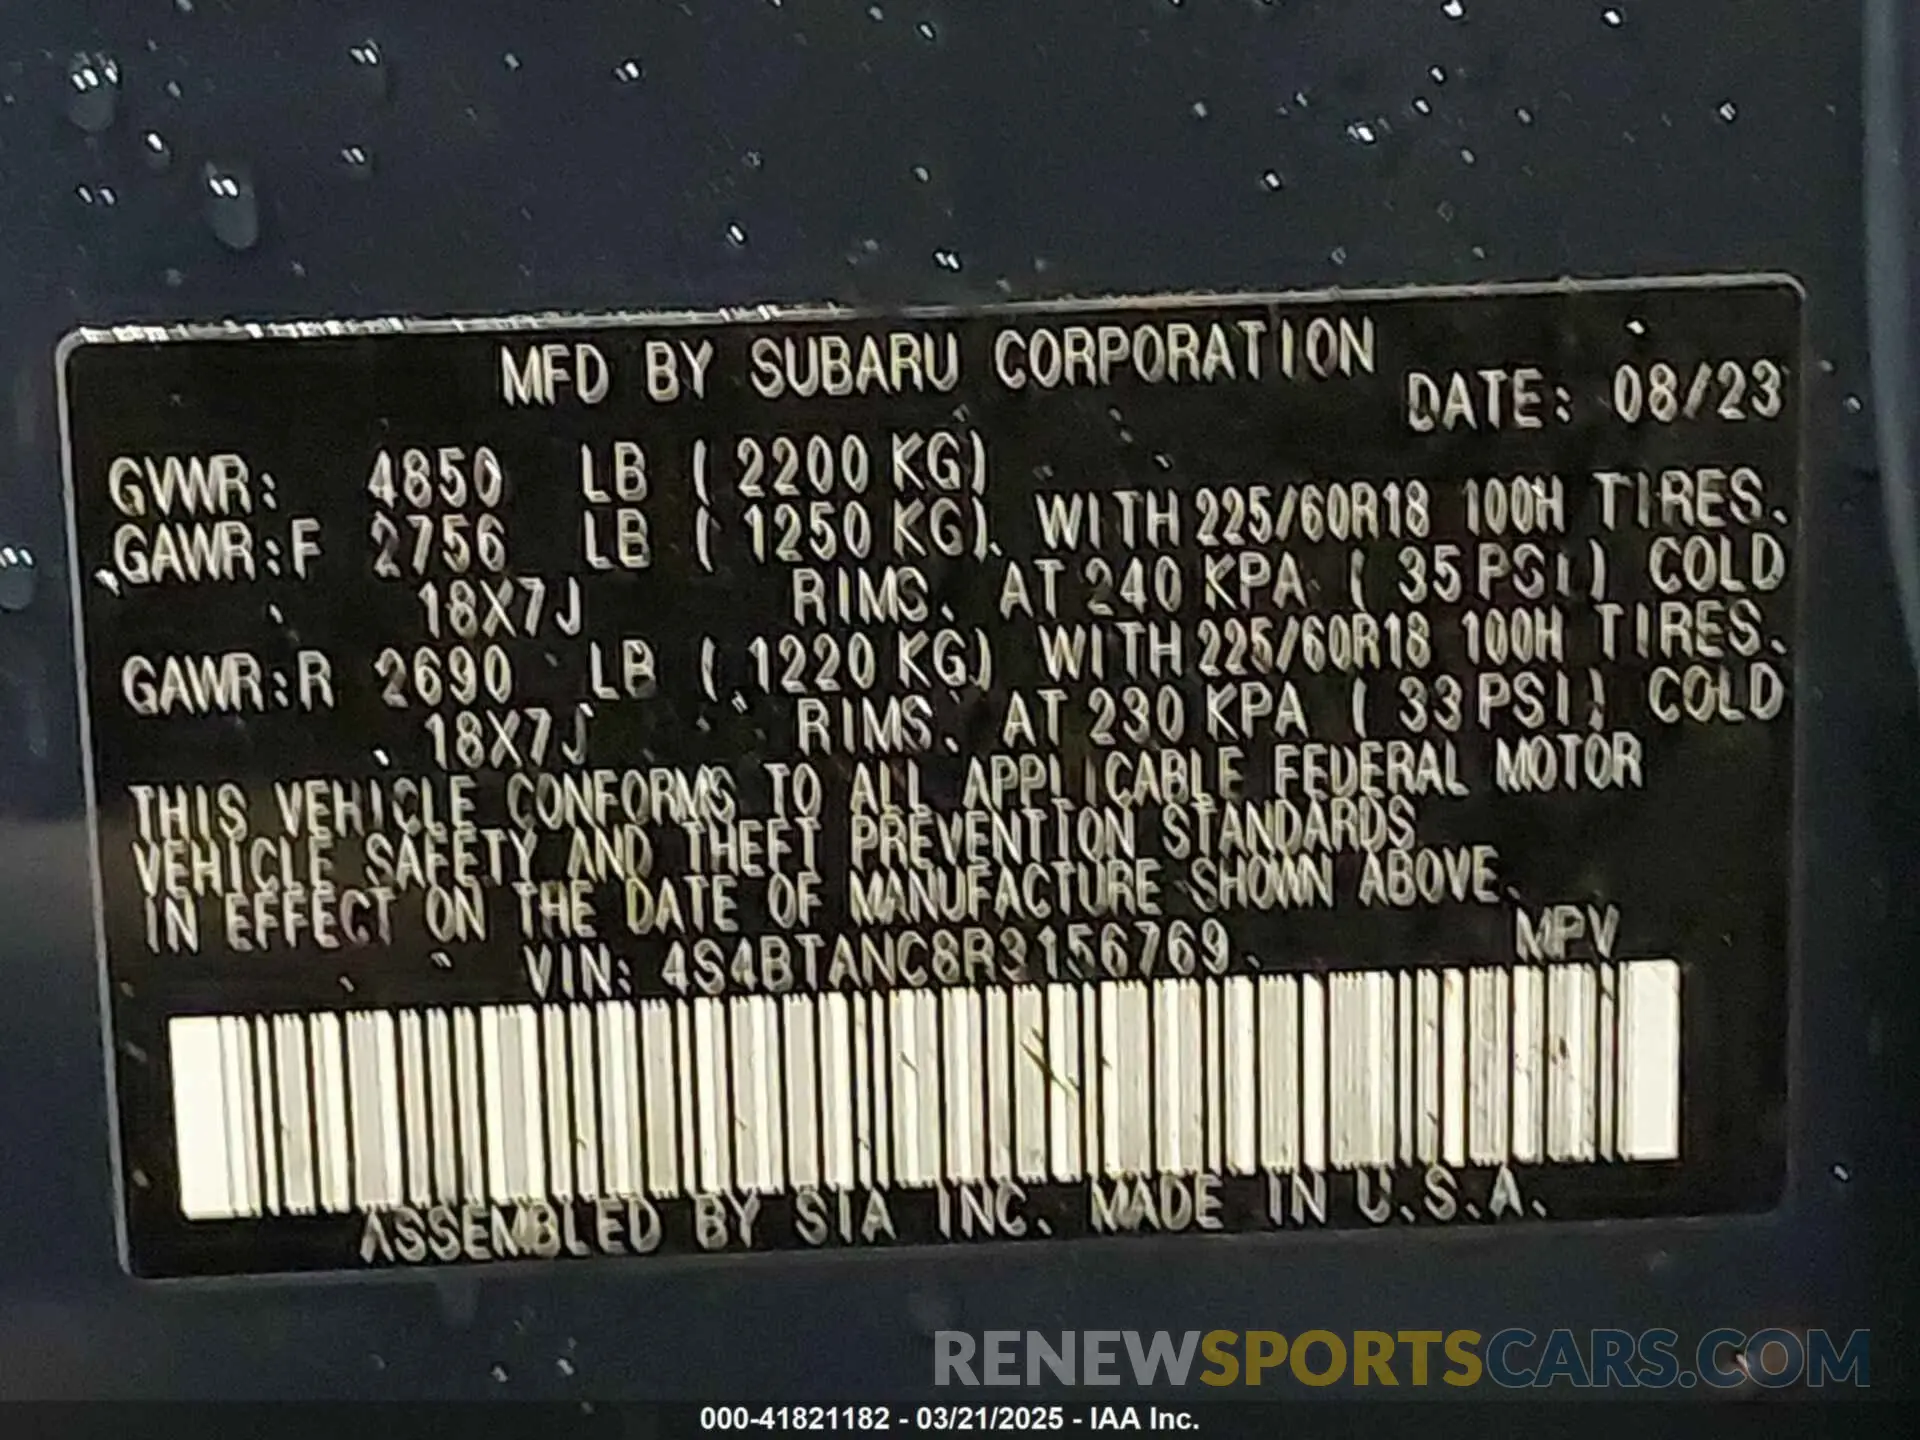 MFD BY SUBARU CORPORATION
DATE: 08/23
GVWR: 4850 LB ( 2200 KG)
GAWR:F 2756 LB ( 1250 KG). WITH 225/60R18 100H TIRES.
18X7J RIMS. AT 240 KPA ( 35 PSI) COLD
GAWR:R 2690 LB ( 1220 KG) WITH 225/60R18 100H TIRES.
18X7J RIMS. AT 230 KPA ( 33 PSI) COLD
THIS VEHICLE CONFORMS TO ALL APPLICABLE FEDERAL MOTOR
VEHICLE SAFETY AND THEFT PREVENTION STANDARDS
IN EFFECT ON THE DATE OF MANUFACTURE SHOWN ABOVE.
VIN: 4S4BTANC8R3156769 MPV
ASSEMBLED BY SIA INC. MADE IN U.S.A.
RENEWSPORTSCARS.COM
000-41821182 - 03/21/2025 - IAA Inc.